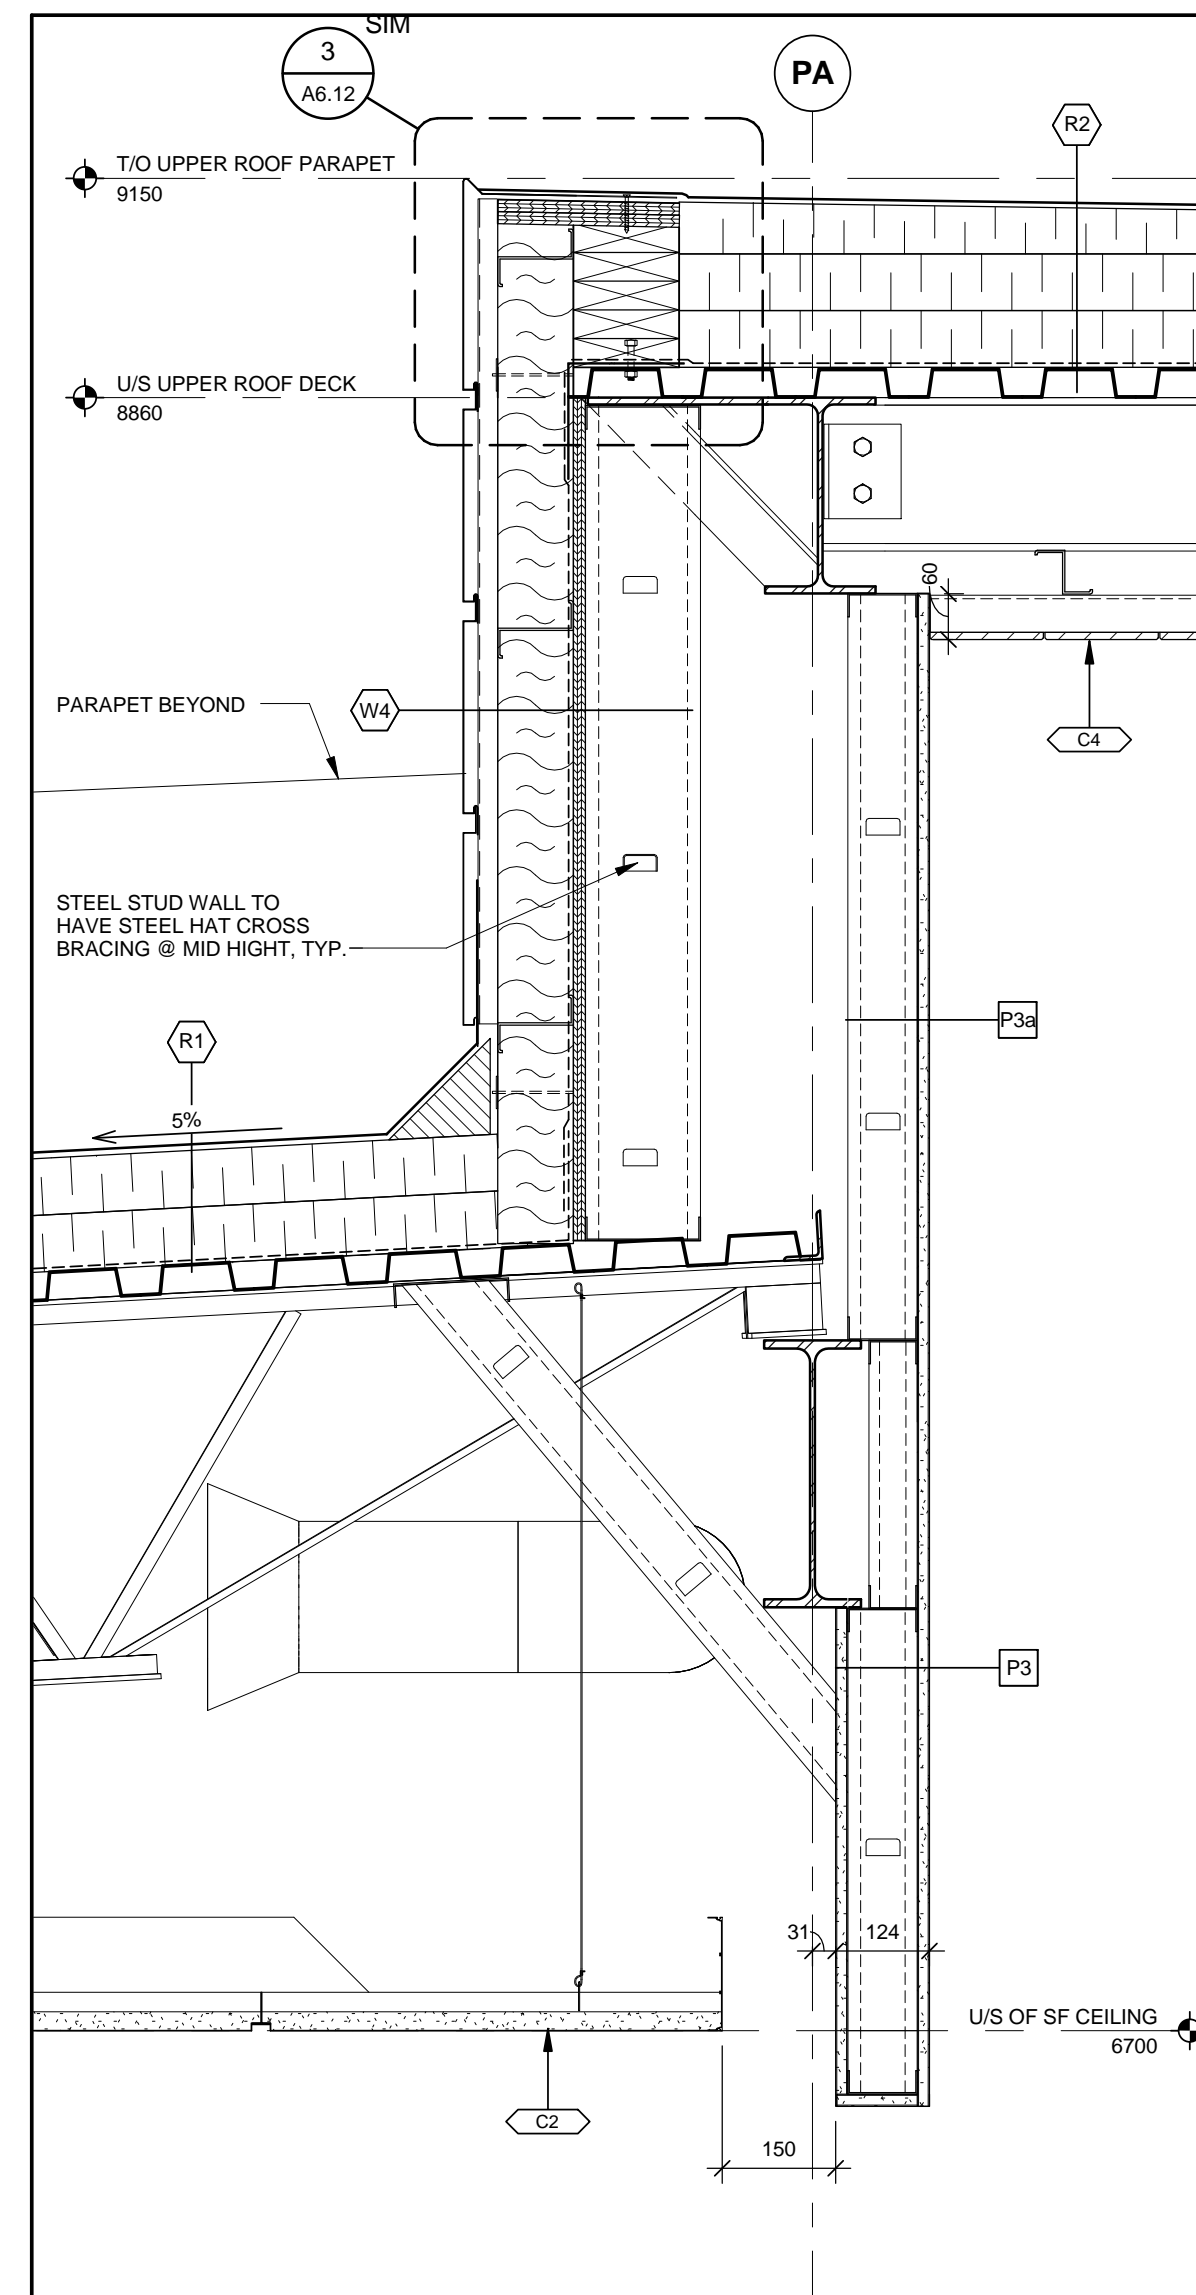 SIM
3
A6.12
PA
R2
T/O UPPER ROOF PARAPET
9150
U/S UPPER ROOF DECK
8860
60
PARAPET BEYOND
W4
C4
STEEL STUD WALL TO
HAVE STEEL HAT CROSS
BRACING @ MID HIGHT, TYP.
P3a
R1
5%
P3
31
124
U/S OF SF CEILING
6700
C2
150